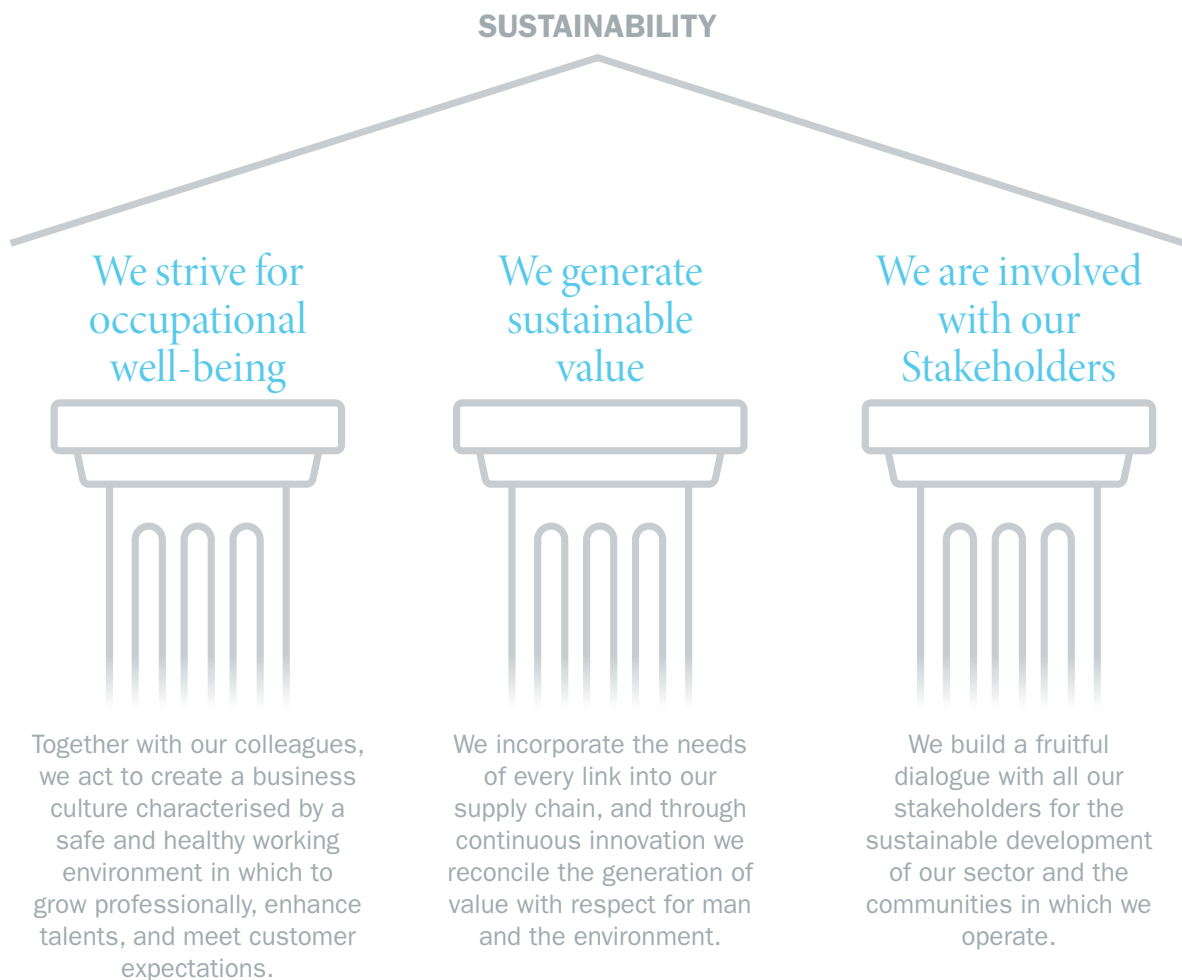 SUSTAINABILITY
We strive for
occupational
well-being
Together with our colleagues,
we act to create a business
culture characterised by a
safe and healthy working
environment in which to
grow professionally, enhance
talents, and meet customer
expectations.
We generate
sustainable
value
We incorporate the needs
of every link into our
supply chain, and through
continuous innovation we
reconcile the generation of
value with respect for man
and the environment.
We are involved
with our
Stakeholders
We build a fruitful
dialogue with all our
stakeholders for the
sustainable development
of our sector and the
communities in which we
operate.